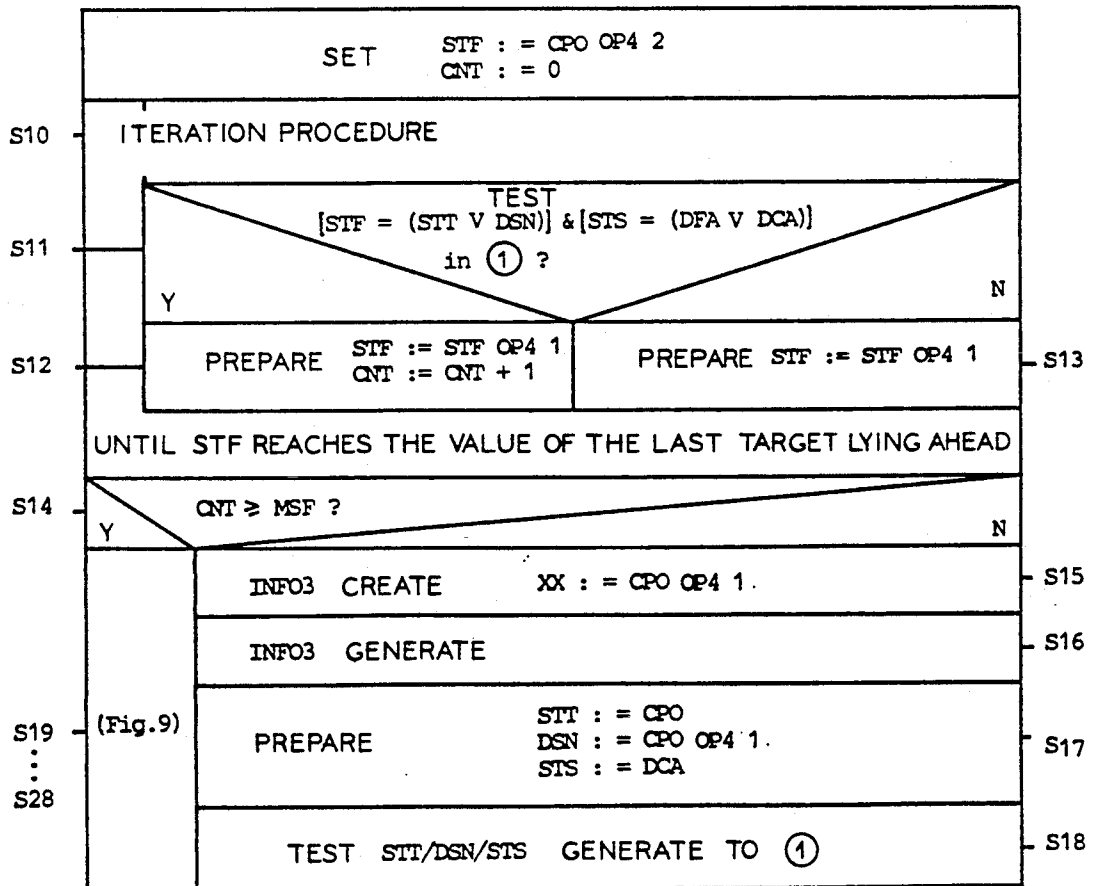 SET STF : = CPO OP4 2
CNT : = 0
S10 ITERATION PROCEDURE
TEST
[STF = (STT V DSN)] & [STS = (DFA V DCA)]
S11
in ① ?
Y N
S12 PREPARE STF := STF OP4 1
CNT := CNT + 1
PREPARE STF := STF OP4 1 S13
UNTIL STF REACHES THE VALUE OF THE LAST TARGET LYING AHEAD
S14 CNT ≥ MSF ?
Y N
INFO3 CREATE XX : = CPO OP4 1. S15
INFO3 GENERATE S16
S19
S28
(Fig.9)
PREPARE STT : = CPO
DSN : = CPO OP4 1.
STS : = DCA
S17
TEST STT/DSN/STS GENERATE TO ① S18